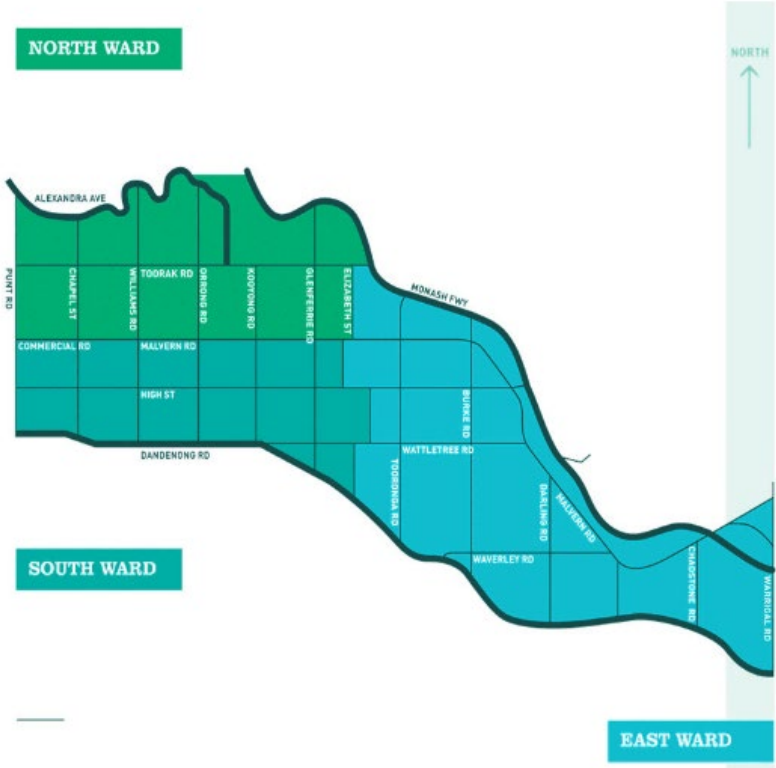 NORTH WARD
NORTH
ALEXANDRA AVE
PUNT RD
CHAPEL ST
WILLIAMS RD
TOORAK RD
ORRONG RD
KOOYONG RD
GLENFERRIE RD
ELIZABETH ST
MONASH FWY
COMMERCIAL RD
MALVERN RD
HIGH ST
BURKE RD
DANDENONG RD
WATTLETREE RD
TOORONGA RD
DARLING RD
MALVERN RD
WAVERLEY RD
CHADSTONE RD
WARRIGAL RD
SOUTH WARD
EAST WARD